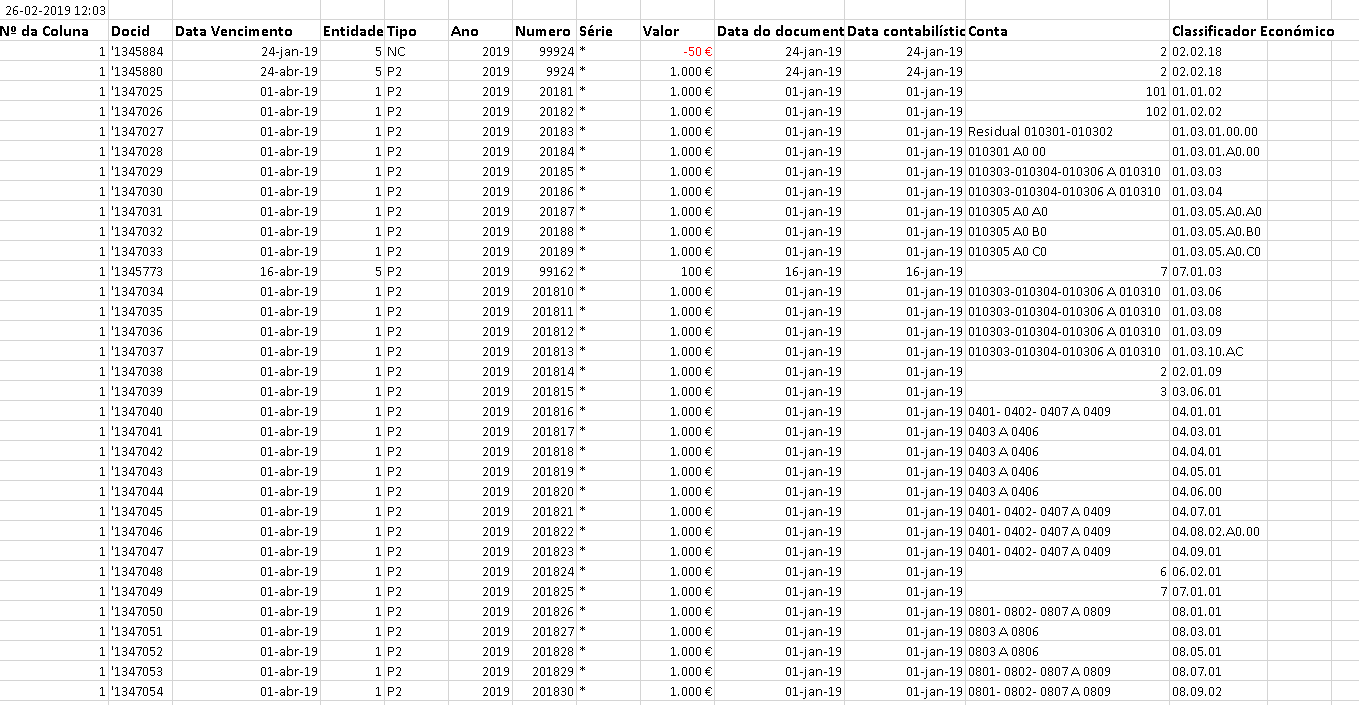 26-02-2019 12:03
Nº da Coluna Docid Data Vencimento Entidade Tipo Ano Numero Série Valor Data do document Data contabilístic Conta Classificador Económico
1 '1345884 24-jan-19 5 NC 2019 99924 * -50 € 24-jan-19 24-jan-19 2 02.02.18
1 '1345880 24-abr-19 5 P2 2019 9924 * 1.000 € 24-jan-19 24-jan-19 2 02.02.18
1 '1347025 01-abr-19 1 P2 2019 20181 * 1.000 € 01-jan-19 01-jan-19 101 01.01.02
1 '1347026 01-abr-19 1 P2 2019 20182 * 1.000 € 01-jan-19 01-jan-19 102 01.02.02
1 '1347027 01-abr-19 1 P2 2019 20183 * 1.000 € 01-jan-19 01-jan-19 Residual 010301-010302 01.03.01.00.00
1 '1347028 01-abr-19 1 P2 2019 20184 * 1.000 € 01-jan-19 01-jan-19 010301 A0 00 01.03.01.A0.00
1 '1347029 01-abr-19 1 P2 2019 20185 * 1.000 € 01-jan-19 01-jan-19 010303-010304-010306 A 010310 01.03.03
1 '1347030 01-abr-19 1 P2 2019 20186 * 1.000 € 01-jan-19 01-jan-19 010303-010304-010306 A 010310 01.03.04
1 '1347031 01-abr-19 1 P2 2019 20187 * 1.000 € 01-jan-19 01-jan-19 010305 A0 A0 01.03.05.A0.A0
1 '1347032 01-abr-19 1 P2 2019 20188 * 1.000 € 01-jan-19 01-jan-19 010305 A0 B0 01.03.05.A0.B0
1 '1347033 01-abr-19 1 P2 2019 20189 * 1.000 € 01-jan-19 01-jan-19 010305 A0 C0 01.03.05.A0.C0
1 '1345773 16-abr-19 5 P2 2019 99162 * 100 € 16-jan-19 16-jan-19 7 07.01.03
1 '1347034 01-abr-19 1 P2 2019 201810 * 1.000 € 01-jan-19 01-jan-19 010303-010304-010306 A 010310 01.03.06
1 '1347035 01-abr-19 1 P2 2019 201811 * 1.000 € 01-jan-19 01-jan-19 010303-010304-010306 A 010310 01.03.08
1 '1347036 01-abr-19 1 P2 2019 201812 * 1.000 € 01-jan-19 01-jan-19 010303-010304-010306 A 010310 01.03.09
1 '1347037 01-abr-19 1 P2 2019 201813 * 1.000 € 01-jan-19 01-jan-19 010303-010304-010306 A 010310 01.03.10.AC
1 '1347038 01-abr-19 1 P2 2019 201814 * 1.000 € 01-jan-19 01-jan-19 2 02.01.09
1 '1347039 01-abr-19 1 P2 2019 201815 * 1.000 € 01-jan-19 01-jan-19 3 03.06.01
1 '1347040 01-abr-19 1 P2 2019 201816 * 1.000 € 01-jan-19 01-jan-19 0401- 0402- 0407 A 0409 04.01.01
1 '1347041 01-abr-19 1 P2 2019 201817 * 1.000 € 01-jan-19 01-jan-19 0403 A 0406 04.03.01
1 '1347042 01-abr-19 1 P2 2019 201818 * 1.000 € 01-jan-19 01-jan-19 0403 A 0406 04.04.01
1 '1347043 01-abr-19 1 P2 2019 201819 * 1.000 € 01-jan-19 01-jan-19 0403 A 0406 04.05.01
1 '1347044 01-abr-19 1 P2 2019 201820 * 1.000 € 01-jan-19 01-jan-19 0403 A 0406 04.06.00
1 '1347045 01-abr-19 1 P2 2019 201821 * 1.000 € 01-jan-19 01-jan-19 0401- 0402- 0407 A 0409 04.07.01
1 '1347046 01-abr-19 1 P2 2019 201822 * 1.000 € 01-jan-19 01-jan-19 0401- 0402- 0407 A 0409 04.08.02.A0.00
1 '1347047 01-abr-19 1 P2 2019 201823 * 1.000 € 01-jan-19 01-jan-19 0401- 0402- 0407 A 0409 04.09.01
1 '1347048 01-abr-19 1 P2 2019 201824 * 1.000 € 01-jan-19 01-jan-19 6 06.02.01
1 '1347049 01-abr-19 1 P2 2019 201825 * 1.000 € 01-jan-19 01-jan-19 7 07.01.01
1 '1347050 01-abr-19 1 P2 2019 201826 * 1.000 € 01-jan-19 01-jan-19 0801- 0802- 0807 A 0809 08.01.01
1 '1347051 01-abr-19 1 P2 2019 201827 * 1.000 € 01-jan-19 01-jan-19 0803 A 0806 08.03.01
1 '1347052 01-abr-19 1 P2 2019 201828 * 1.000 € 01-jan-19 01-jan-19 0803 A 0806 08.05.01
1 '1347053 01-abr-19 1 P2 2019 201829 * 1.000 € 01-jan-19 01-jan-19 0801- 0802- 0807 A 0809 08.07.01
1 '1347054 01-abr-19 1 P2 2019 201830 * 1.000 € 01-jan-19 01-jan-19 0801- 0802- 0807 A 0809 08.09.02